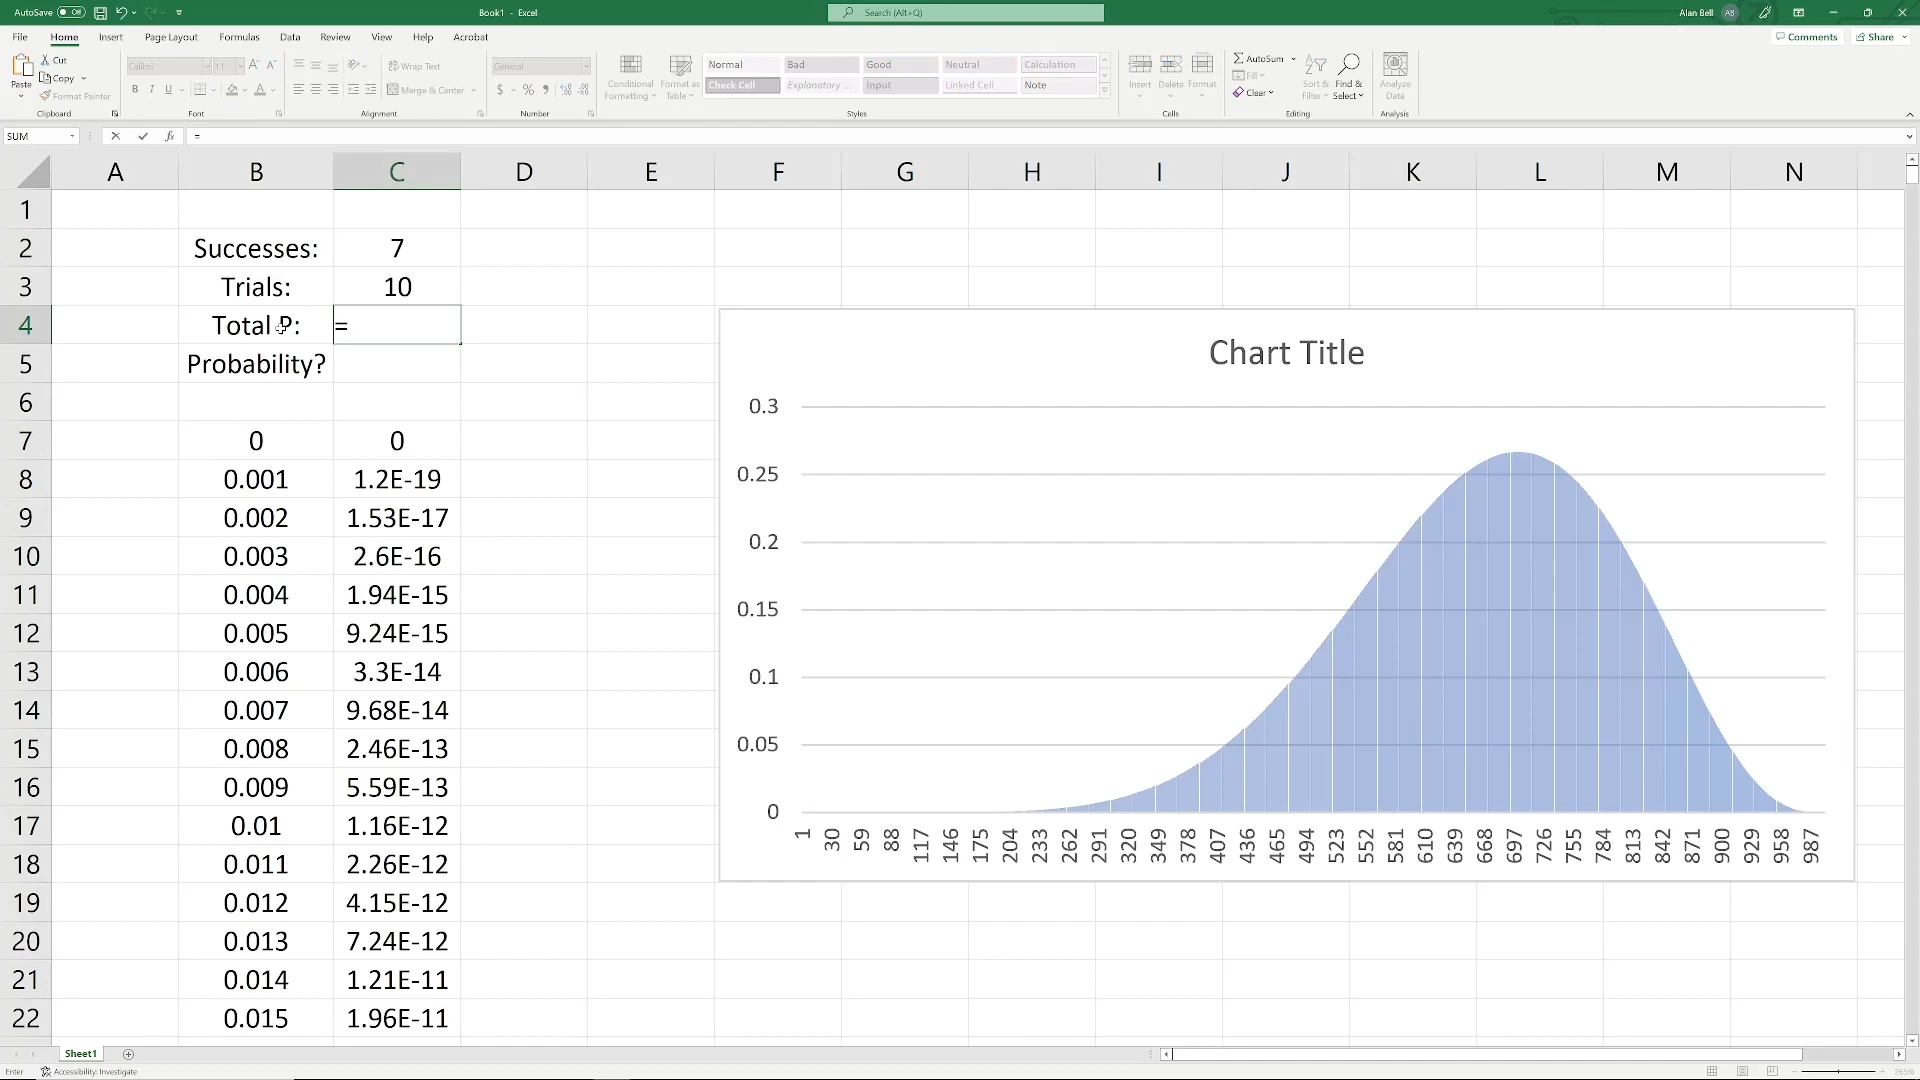 AutoSave Off
Book1 - Excel
Search (Alt+Q)
Alan Bell AB
File Home Insert Page Layout Formulas Data Review View Help Acrobat
Comments Share
Paste
Cut
Copy
Format Painter
Clipboard
Calibri 11
B I U
Font
Wrap Text
Merge & Center
Alignment
General
Number
Conditional Formatting
Format as Table
Normal Bad Good Neutral Calculation
Check Cell Explanatory ... Input Linked Cell Note
Styles
Insert Delete Format
Cells
AutoSum
Fill
Clear
Sort & Filter
Find & Select
Editing
Analyze Data
Analysis
SUM fx =
A B C D E F G H I J K L M N
1
2 Successes: 7
3 Trials: 10
4 Total P: =
5 Probability?
6
7 0 0
8 0.001 1.2E-19
9 0.002 1.53E-17
10 0.003 2.6E-16
11 0.004 1.94E-15
12 0.005 9.24E-15
13 0.006 3.3E-14
14 0.007 9.68E-14
15 0.008 2.46E-13
16 0.009 5.59E-13
17 0.01 1.16E-12
18 0.011 2.26E-12
19 0.012 4.15E-12
20 0.013 7.24E-12
21 0.014 1.21E-11
22 0.015 1.96E-11
Chart Title
0.3
0.25
0.2
0.15
0.1
0.05
0
1 30 59 88 117 146 175 204 233 262 291 320 349 378 407 436 465 494 523 552 581 610 639 668 697 726 755 784 813 842 871 900 929 958 987
Sheet1
Enter Accessibility: Investigate
265%